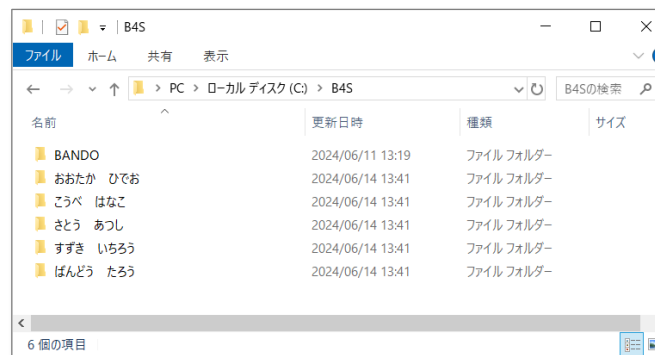 B4S
ファイル ホーム 共有 表示
PC > ローカル ディスク (C:) > B4S B4Sの検索
名前 更新日時 種類 サイズ
BANDO 2024/06/11 13:19 ファイル フォルダー
おおたか　ひでお 2024/06/14 13:41 ファイル フォルダー
こうべ　はなこ 2024/06/14 13:41 ファイル フォルダー
さとう　あつし 2024/06/14 13:41 ファイル フォルダー
すずき　いちろう 2024/06/14 13:41 ファイル フォルダー
ばんどう　たろう 2024/06/14 13:41 ファイル フォルダー
6 個の項目